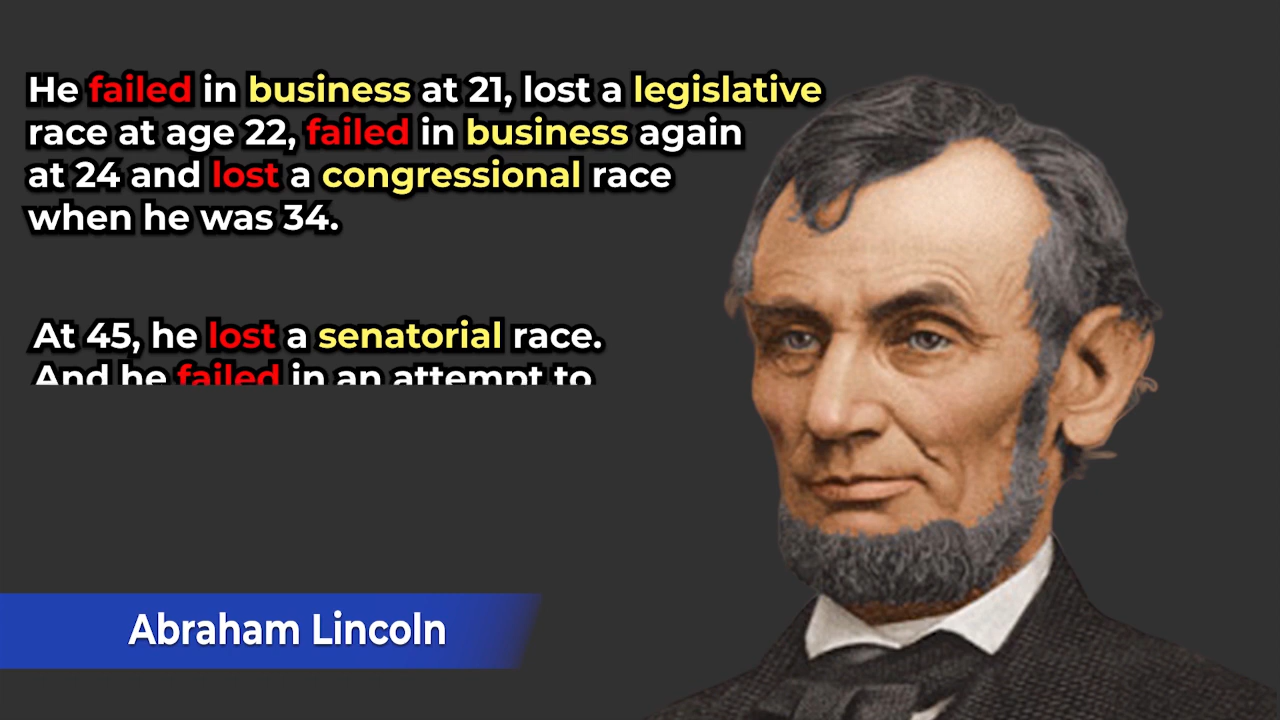 He failed in business at 21, lost a legislative
race at age 22, failed in business again
at 24 and lost a congressional race
when he was 34.
At 45, he lost a senatorial race.
And he failed in an attempt to
Abraham Lincoln